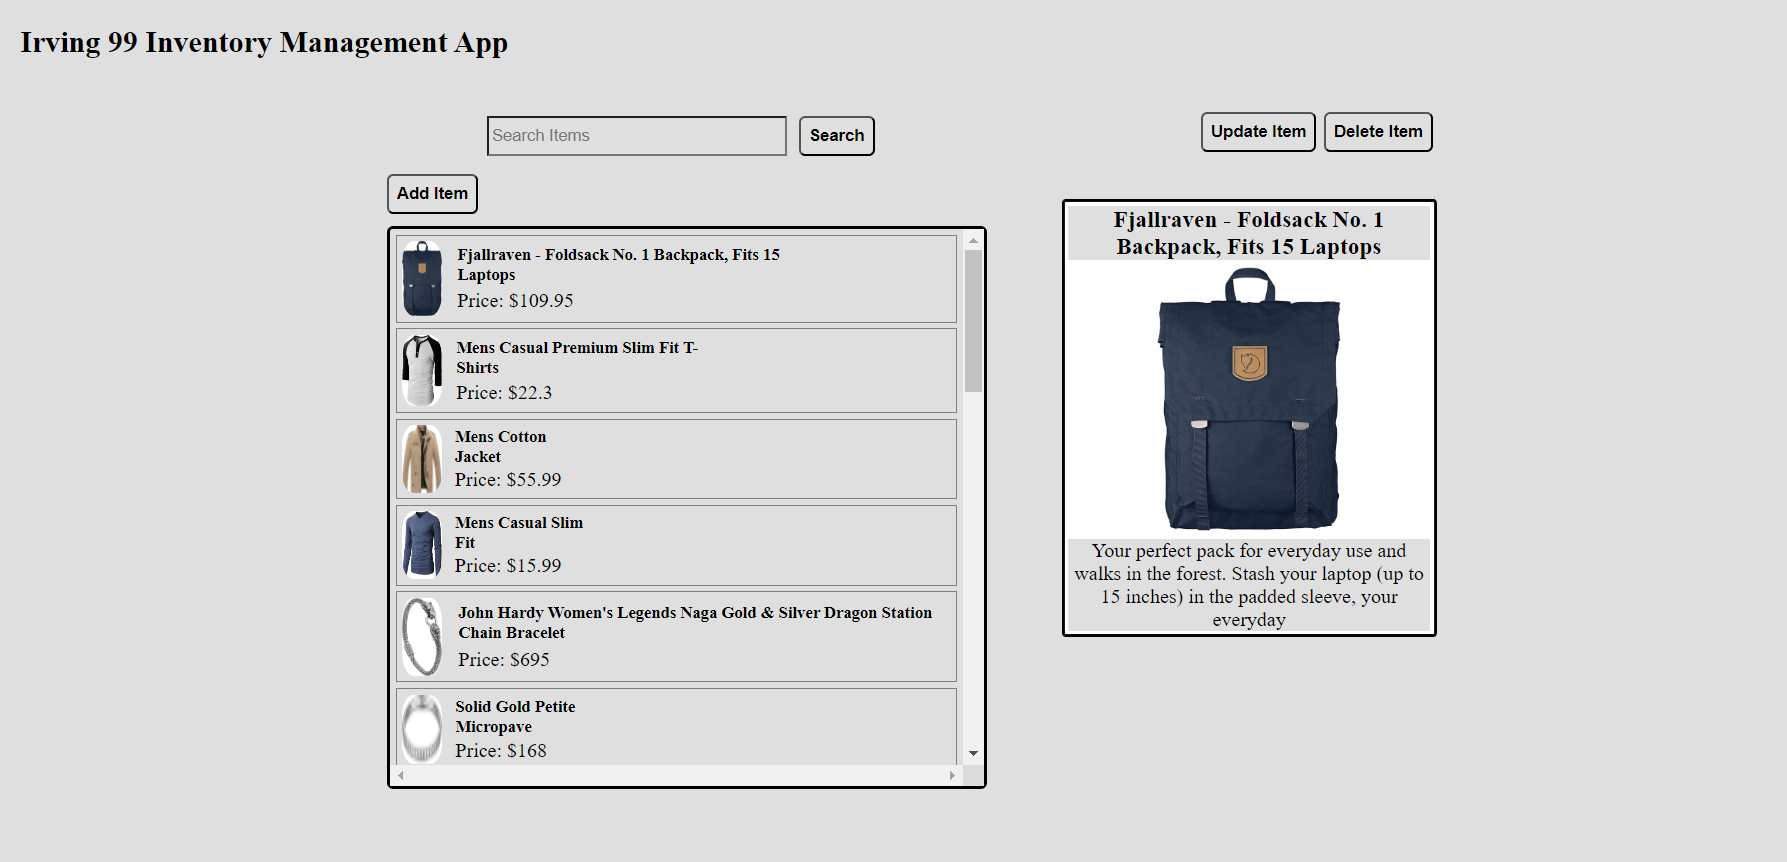 Irving 99 Inventory Management App
Search Items
Search
Update Item
Delete Item
Add Item
Fjallraven - Foldsack No. 1 Backpack, Fits 15
Laptops
Price: $109.95
Mens Casual Premium Slim Fit T-
Shirts
Price: $22.3
Mens Cotton
Jacket
Price: $55.99
Mens Casual Slim
Fit
Price: $15.99
John Hardy Women's Legends Naga Gold & Silver Dragon Station
Chain Bracelet
Price: $695
Solid Gold Petite
Micropave
Price: $168
Fjallraven - Foldsack No. 1
Backpack, Fits 15 Laptops
Your perfect pack for everyday use and
walks in the forest. Stash your laptop (up to
15 inches) in the padded sleeve, your
everyday